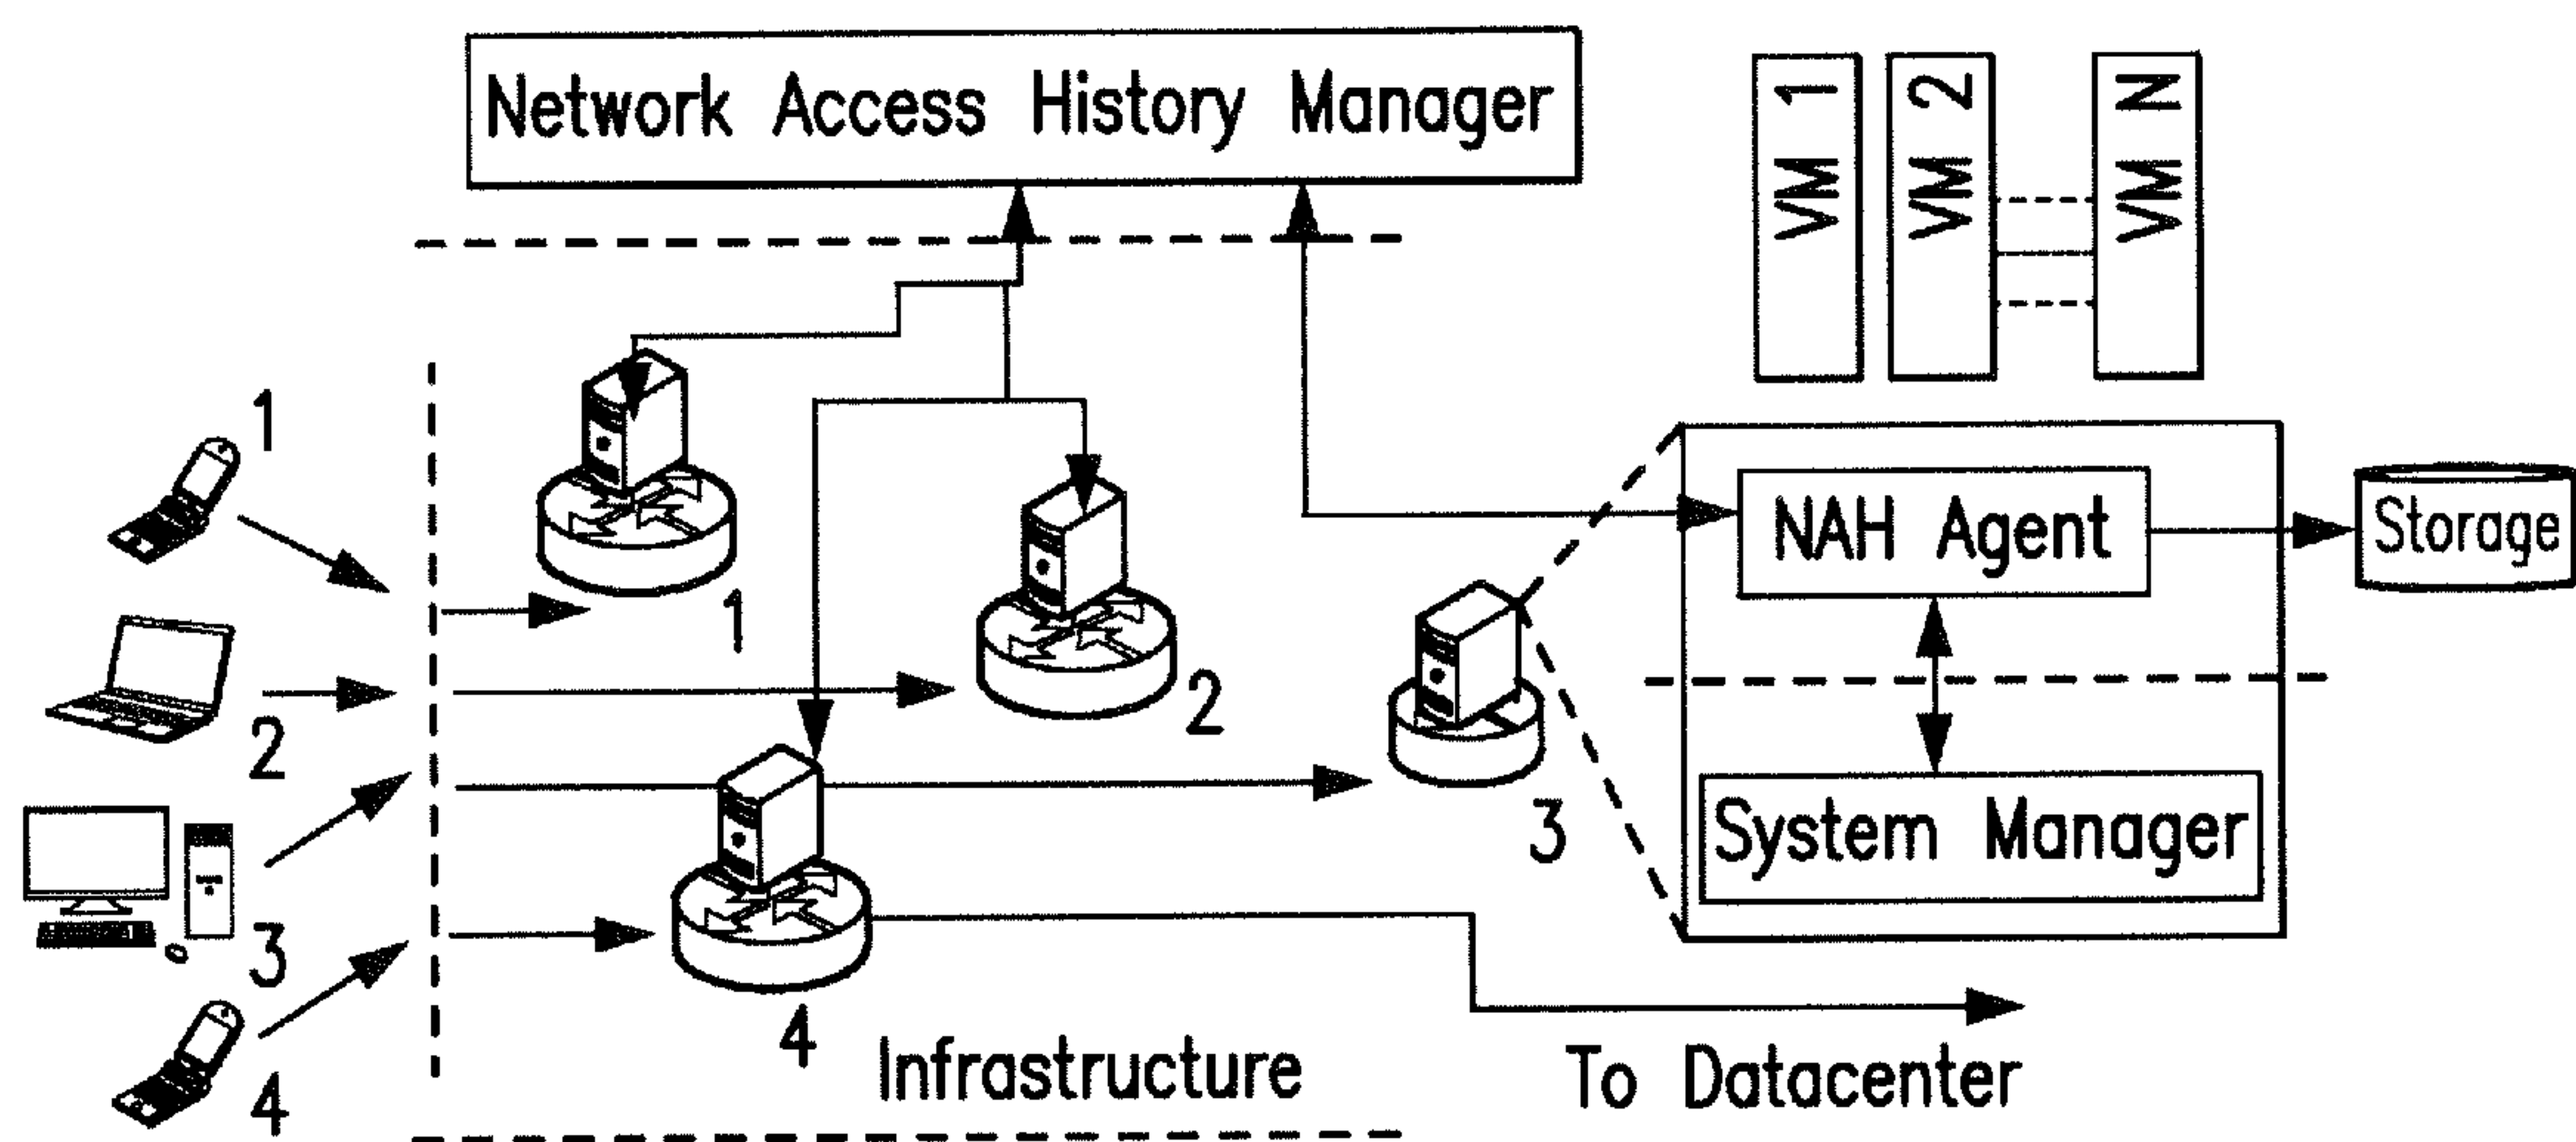 Network Access History Manager
VM 1
VM 2
VM N
1
2
3
4
1
2
3
4
NAH Agent
System Manager
Storage
Infrastructure
To Datacenter